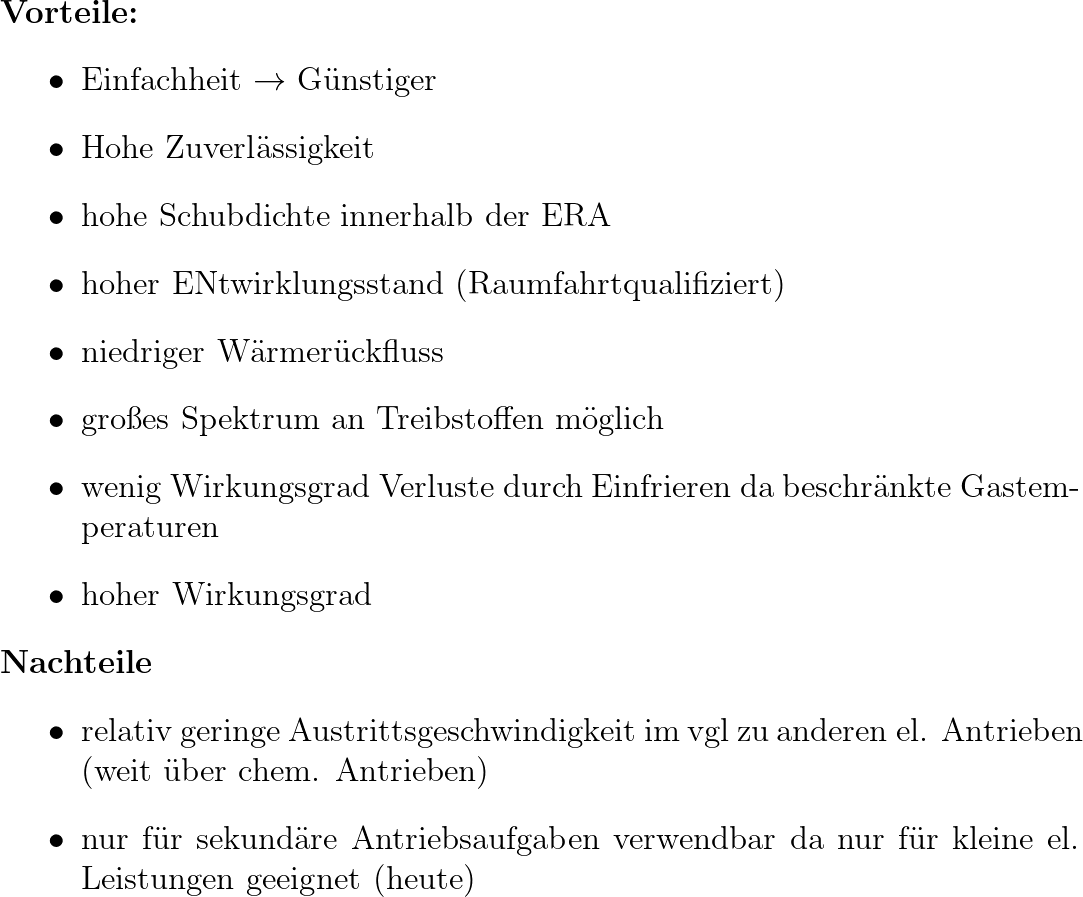 Vorteile:
• Einfachheit → Günstiger
• Hohe Zuverlässigkeit
• hohe Schubdichte innerhalb der ERA
• hoher ENtwirklungsstand (Raumfahrtqualifiziert)
• niedriger Wärmerückfluss
• großes Spektrum an Treibstoffen möglich
• wenig Wirkungsgrad Verluste durch Einfrieren da beschränkte Gastem-
peraturen
• hoher Wirkungsgrad
Nachteile
• relativ geringe Austrittsgeschwindigkeit im vgl zu anderen el. Antrieben
(weit über chem. Antrieben)
• nur für sekundäre Antriebsaufgaben verwendbar da nur für kleine el.
Leistungen geeignet (heute)